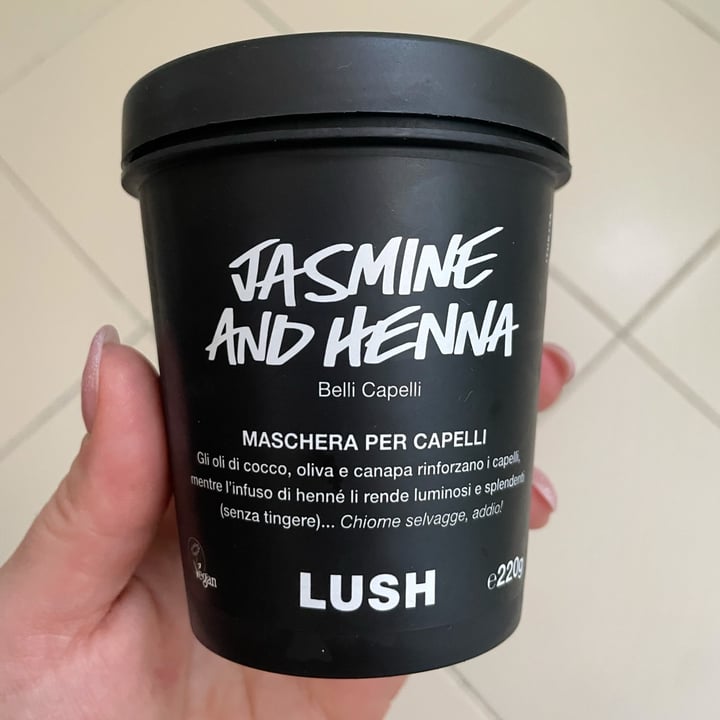 JASMINE
AND HENNA
Belli Capelli
MASCHERA PER CAPELLI
Gli oli di cocco, oliva e canapa rinforzano i capelli,
mentre l'infuso di henné li rende luminosi e splendenti
(senza tingere)... Chiome selvagge, addio!
Vegan
LUSH
e220g